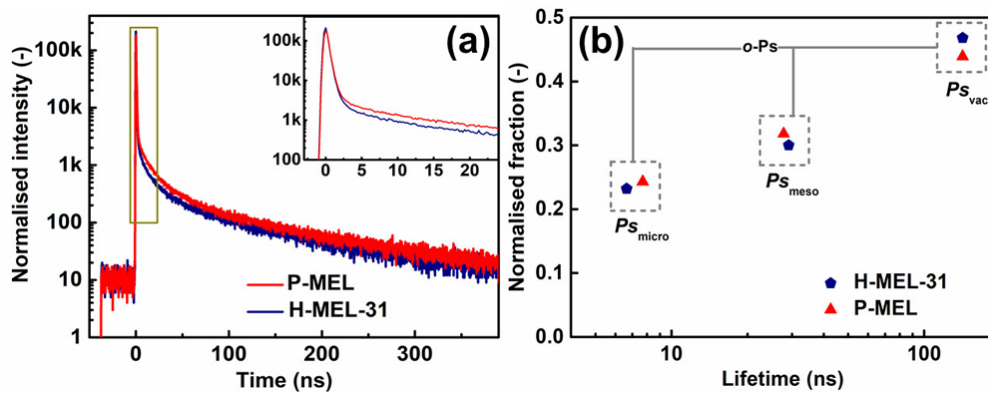 (a)
Normalised intensity (-)
100k
10k
1k
100
10
1
0
100
200
300
Time (ns)
P-MEL
H-MEL-31
100k
10k
1k
100
0
5
10
15
20
(b)
Normalised fraction (-)
0.5
0.4
0.3
0.2
0.1
0.0
10
100
Lifetime (ns)
o-Ps
Psvac
Psmeso
Psmicro
H-MEL-31
P-MEL